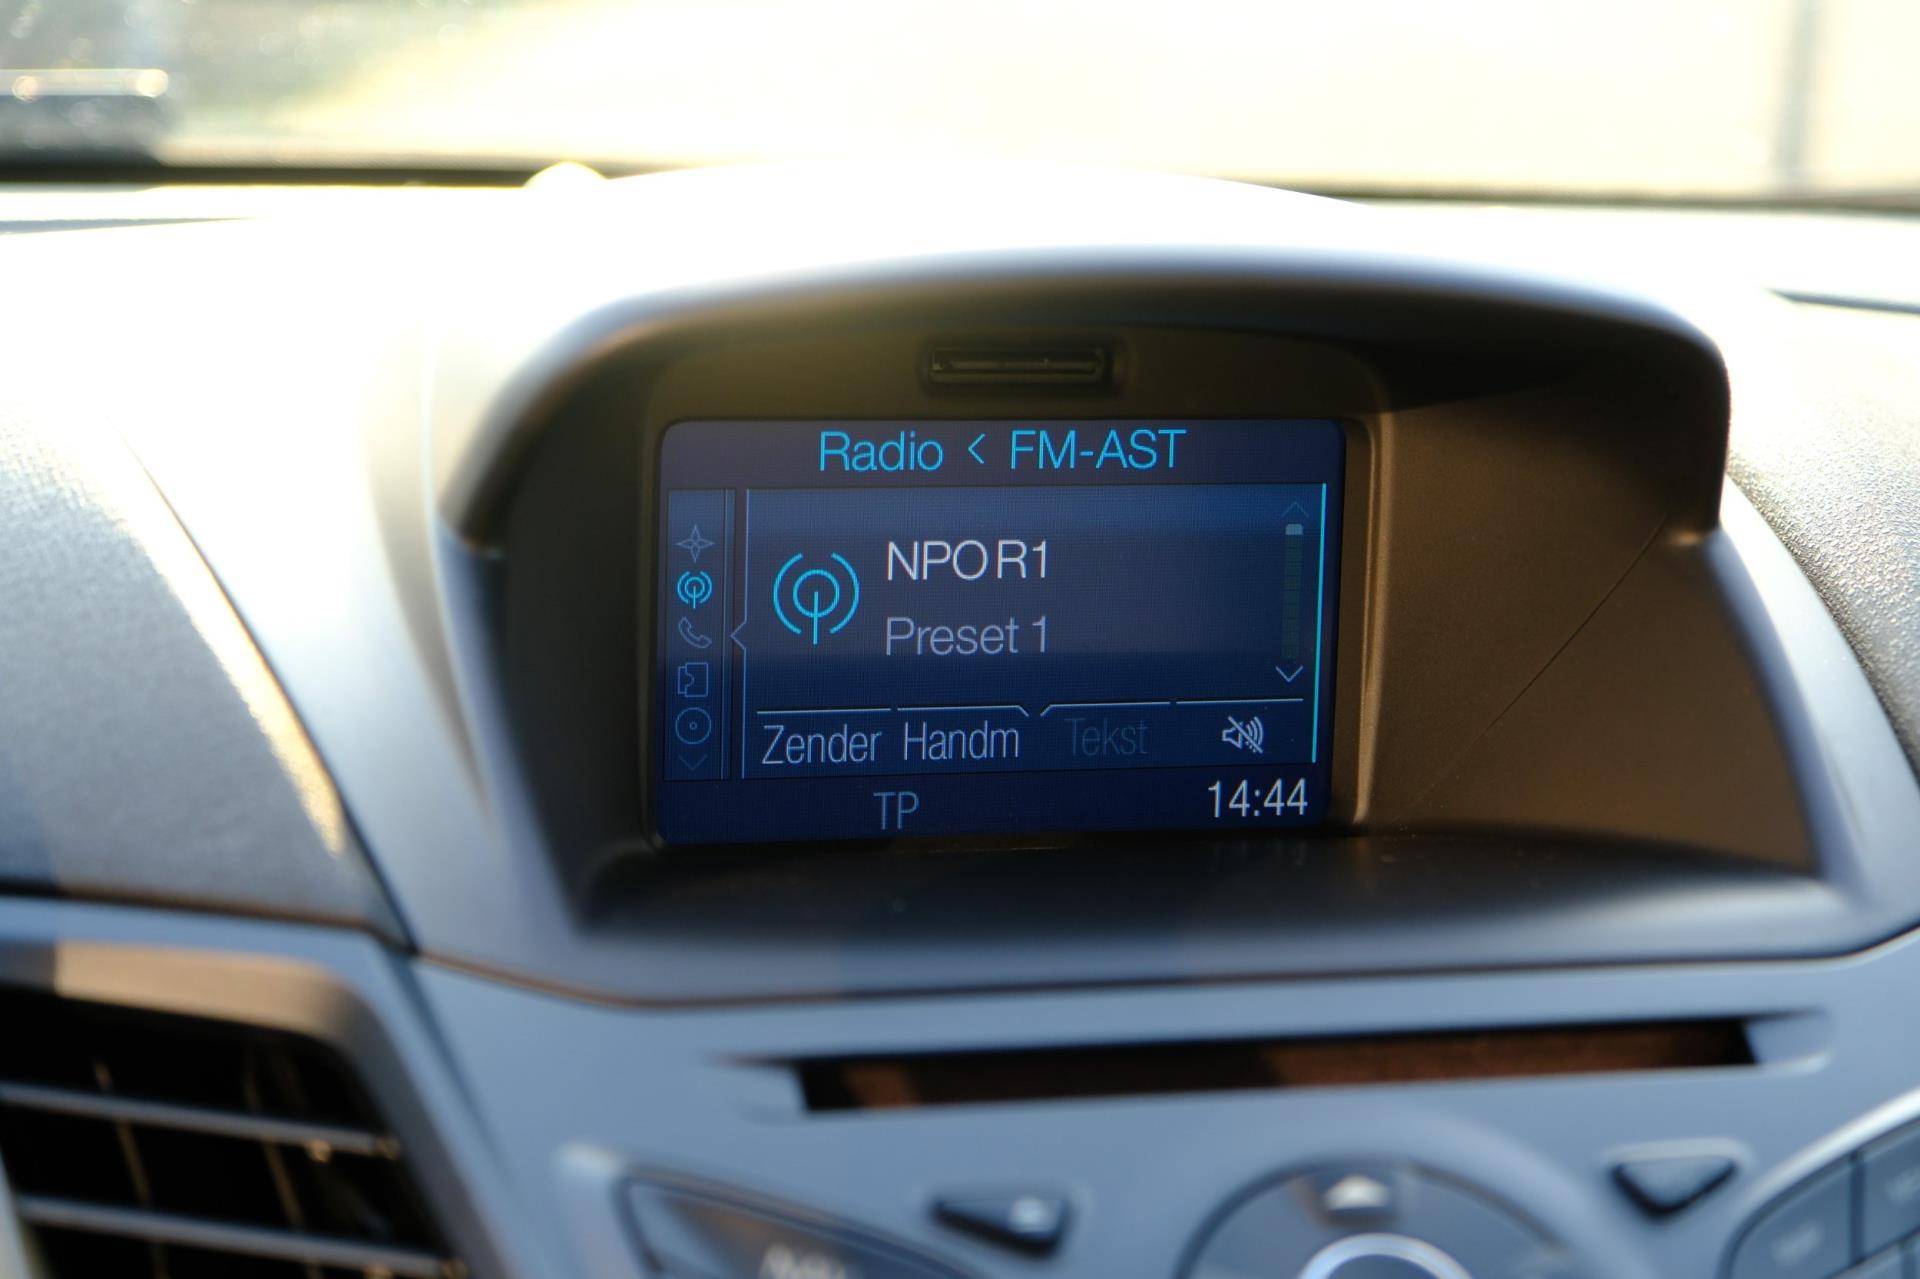 Radio < FM-AST
NPO R1
Preset 1
Zender Handm Tekst
TP 14:44